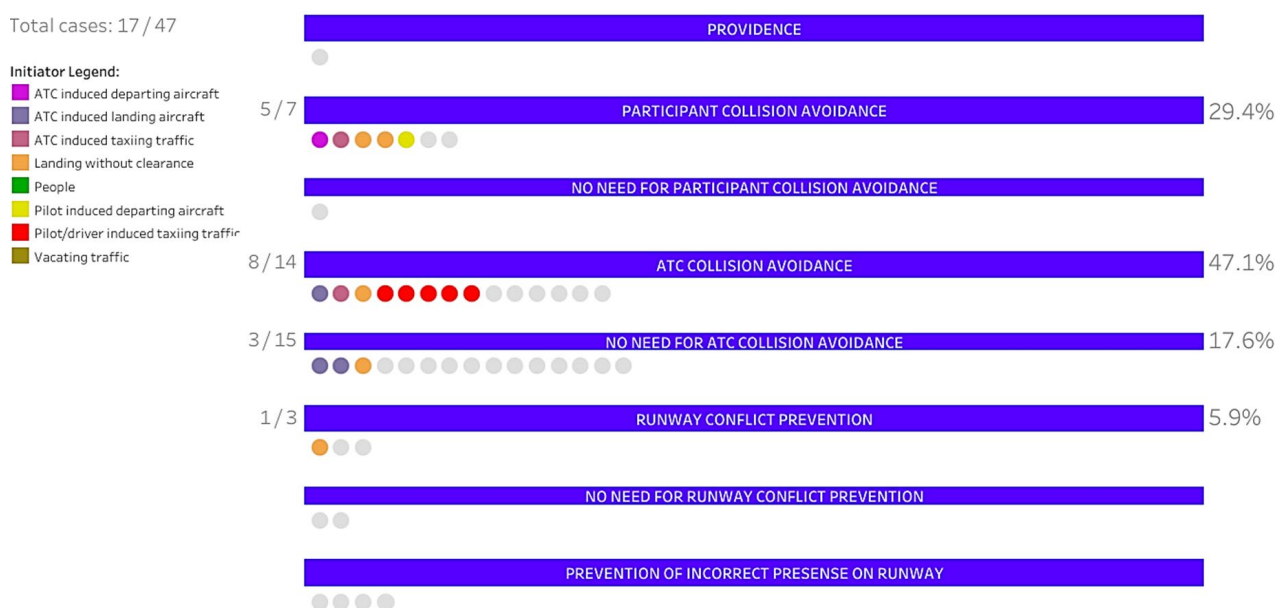 Total cases: 17 / 47
PROVIDENCE
Initiator Legend:
ATC induced departing aircraft
ATC induced landing aircraft
ATC induced taxiing traffic
Landing without clearance
People
Pilot induced departing aircraft
Pilot/driver induced taxiing traffic
Vacating traffic
5 / 7 PARTICIPANT COLLISION AVOIDANCE 29.4%
NO NEED FOR PARTICIPANT COLLISION AVOIDANCE
8 / 14 ATC COLLISION AVOIDANCE 47.1%
3 / 15 NO NEED FOR ATC COLLISION AVOIDANCE 17.6%
1 / 3 RUNWAY CONFLICT PREVENTION 5.9%
NO NEED FOR RUNWAY CONFLICT PREVENTION
PREVENTION OF INCORRECT PRESENSE ON RUNWAY